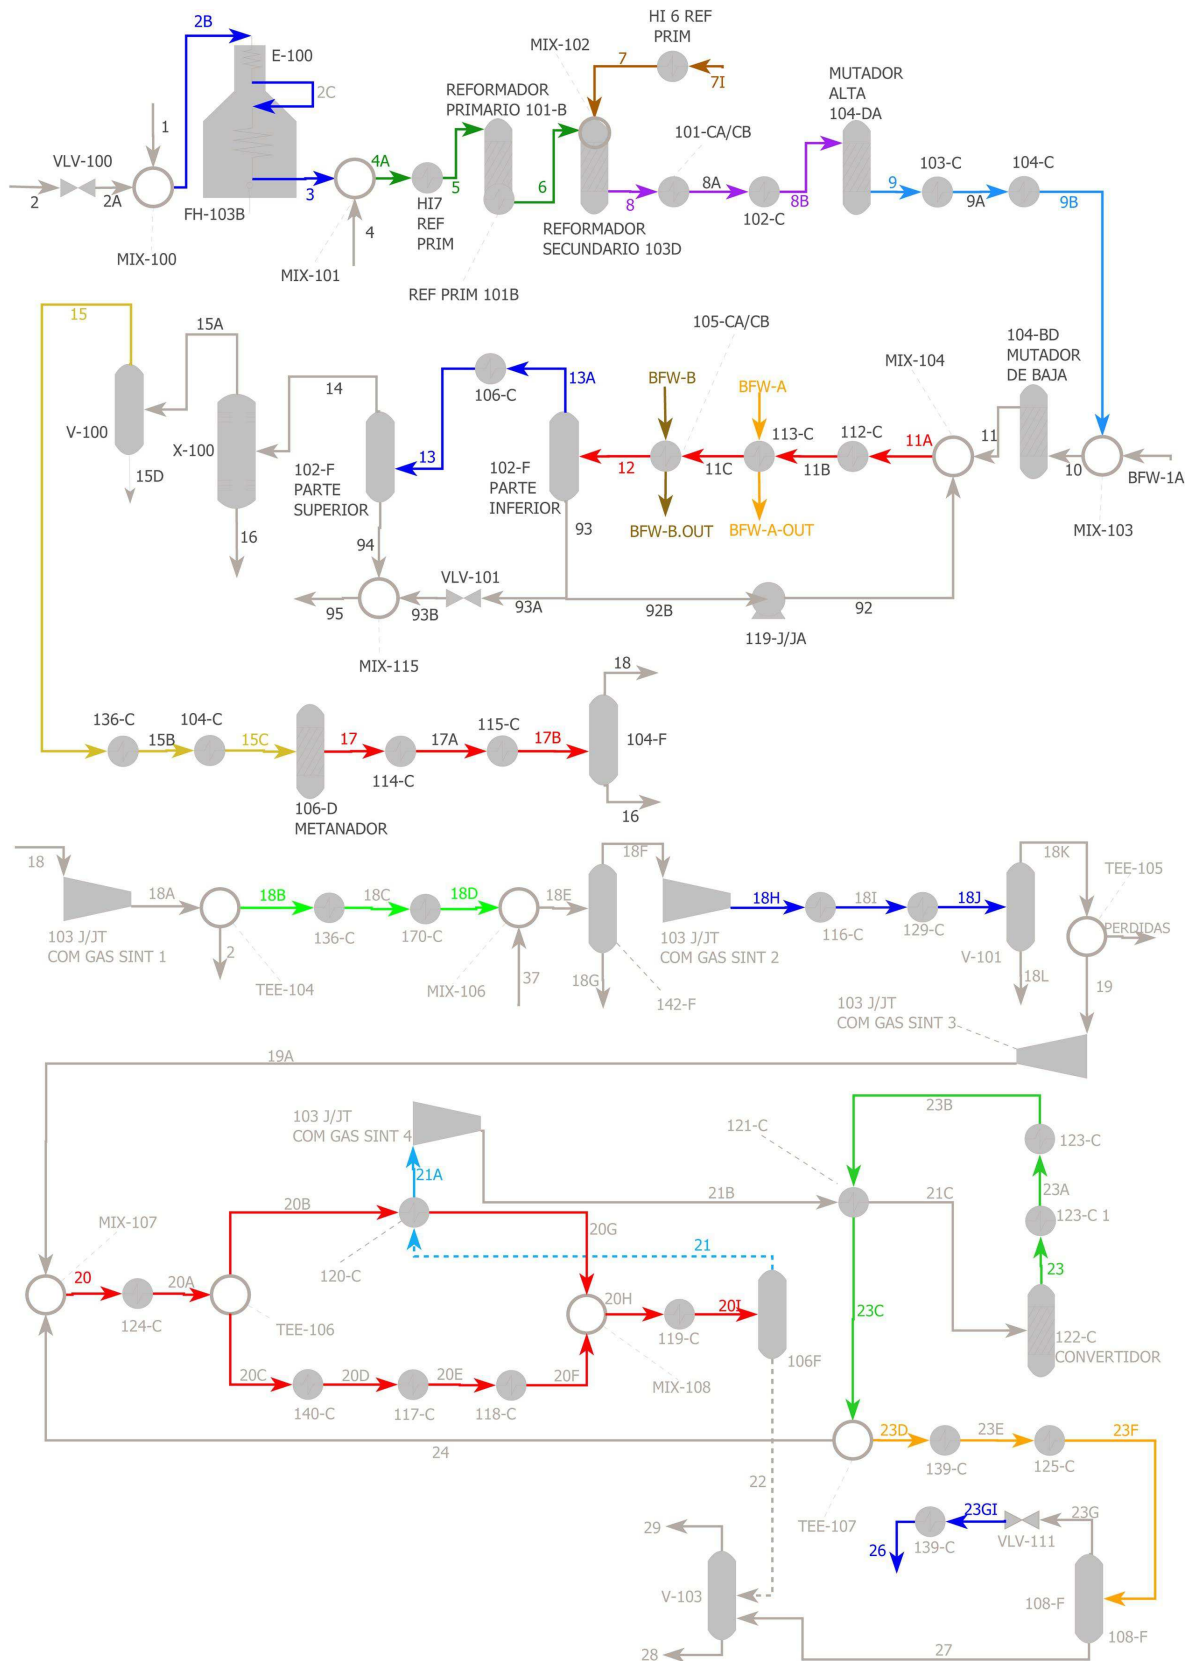 2B
HI 6 REF
PRIM
MIX-102
E-100
2C
7
7I
MUTADOR
ALTA
104-DA
REFORMADOR
PRIMARIO 101-B
1
VLV-100
101-CA/CB
4A
5
6
103-C
104-C
2
2A
3
HI7
REF
PRIM
8
8A
102-C
8B
9
9A
9B
FH-103B
4
REFORMADOR
SECUNDARIO 103D
MIX-100
MIX-101
REF PRIM 101B
15
15A
105-CA/CB
104-BD
MUTADOR
DE BAJA
MIX-104
14
13A
BFW-B
BFW-A
106-C
V-100
X-100
13
113-C
112-C
11A
11
102-F
PARTE
SUPERIOR
102-F
PARTE
INFERIOR
12
11C
11B
10
BFW-1A
15D
16
93
BFW-B.OUT
BFW-A-OUT
MIX-103
94
VLV-101
95
93B
93A
92B
92
119-J/JA
MIX-115
18
136-C
104-C
115-C
15B
15C
17
17A
17B
104-F
114-C
106-D
METANADOR
16
18
18F
18K
TEE-105
18A
18B
18C
18D
18E
18H
18I
18J
PERDIDAS
103 J/JT
COM GAS SINT 1
136-C
170-C
103 J/JT
COM GAS SINT 2
116-C
129-C
V-101
2
TEE-104
MIX-106
37
18G
142-F
18L
19
103 J/JT
COM GAS SINT 3
19A
103 J/JT
COM GAS SINT 4
121-C
23B
123-C
21A
23A
21B
21C
123-C 1
MIX-107
20B
20G
21
23
20
20A
120-C
124-C
TEE-106
20H
20I
23C
119-C
106F
122-C
CONVERTIDOR
20C
20D
20E
20F
MIX-108
140-C
117-C
118-C
24
23D
23E
23F
139-C
125-C
22
TEE-107
23GI
23G
29
26
139-C
VLV-111
V-103
108-F
108-F
28
27